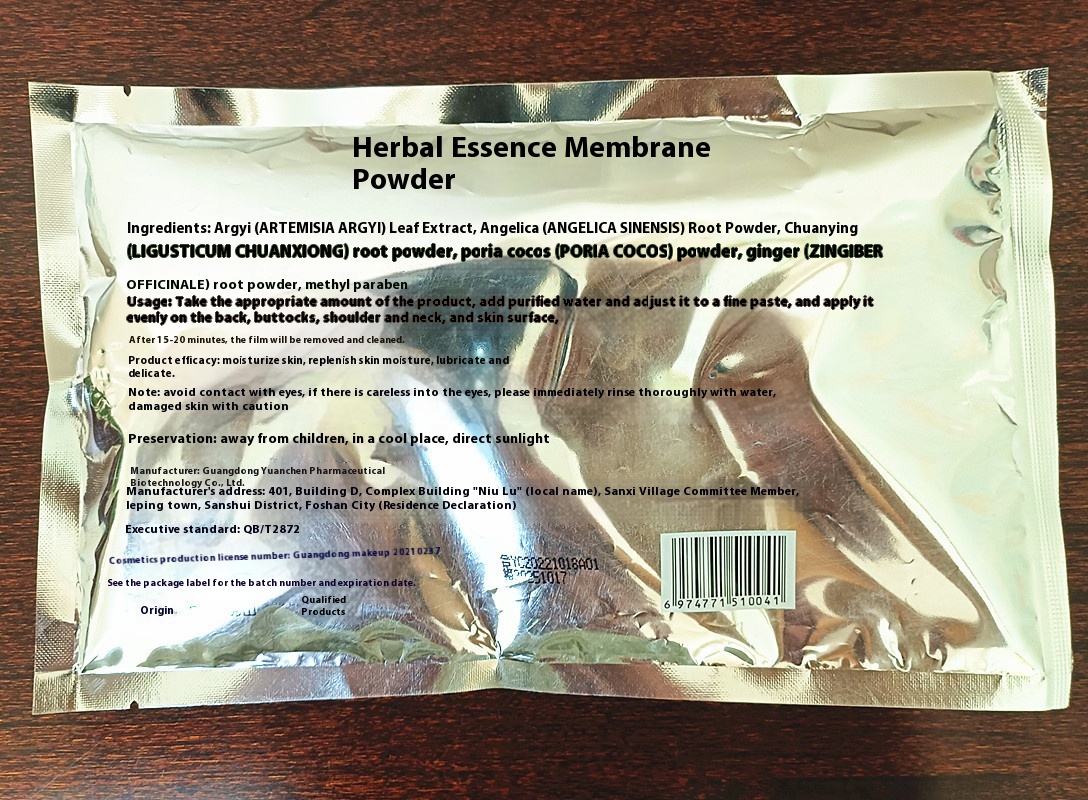 Herbal Essence Membrane
Powder
Ingredients: Argyi (ARTEMISIA ARGYI) Leaf Extract, Angelica (ANGELICA SINENSIS) Root Powder, Chuanying
(LIGUSTICUM CHUANXIONG) root powder, poria cocos (PORIA COCOS) powder, ginger (ZINGIBER
OFFICINALE) root powder, methyl paraben
Usage: Take the appropriate amount of the product, add purified water and adjust it to a fine paste, and apply it
evenly on the back, buttocks, shoulder and neck, and skin surface,
After 15-20 minutes, the film will be removed and cleaned.
Product efficacy: moisturize skin, replenish skin moisture, lubricate and
delicate.
Note: avoid contact with eyes, if there is careless into the eyes, please immediately rinse thoroughly with water,
damaged skin with caution
Preservation: away from children, in a cool place, direct sunlight
Manufacturer: Guangdong Yuanchen Pharmaceutical
Biotechnology Co., Ltd.
Manufacturer's address: 401, Building D, Complex Building "Niu Lu" (local name), Sanxi Village Committee Member,
leping town, Sanshui District, Foshan City (Residence Declaration)
Executive standard: QB/T2872
Cosmetics production license number: Guangdong makeup 20210237
See the package label for the batch number and expiration date.
YC20221018A01
20251017
Origin
Qualified
Products
6 974771 510041